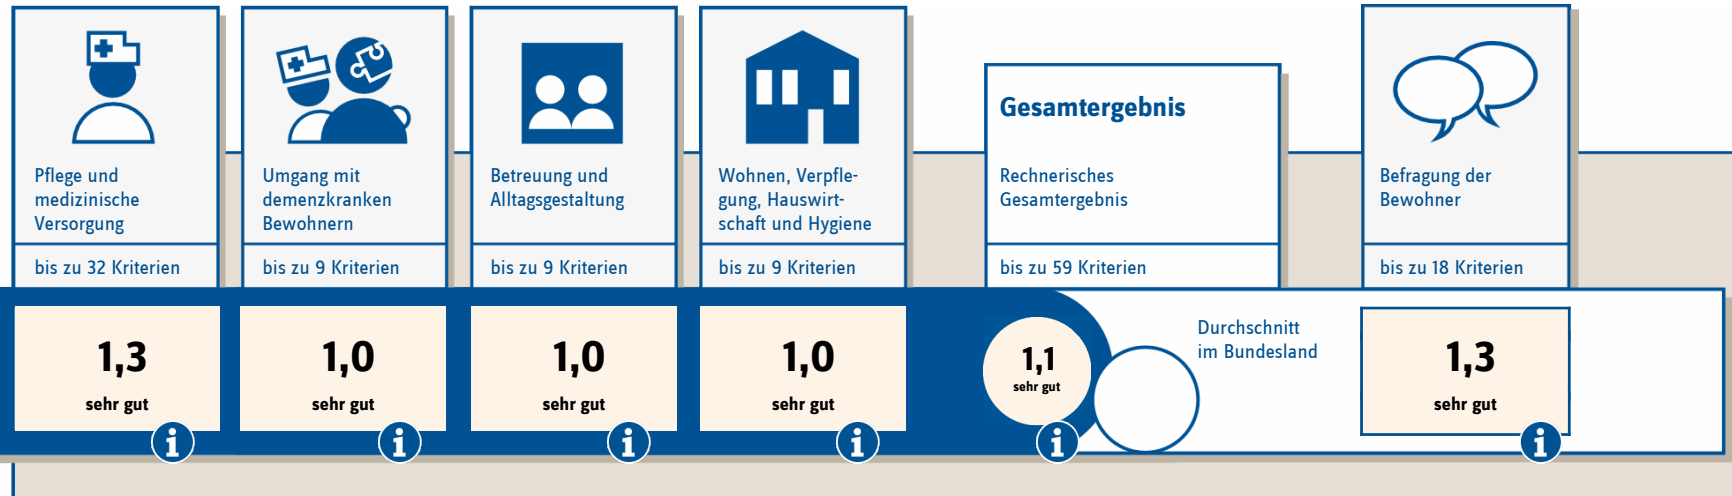 Pflege und
medizinische
Versorgung
bis zu 32 Kriterien
1,3
sehr gut
i
Umgang mit
demenzkranken
Bewohnern
bis zu 9 Kriterien
1,0
sehr gut
i
Betreuung und
Alltagsgestaltung
bis zu 9 Kriterien
1,0
sehr gut
i
Wohnen, Verpfle-
gung, Hauswirt-
schaft und Hygiene
bis zu 9 Kriterien
1,0
sehr gut
i
Gesamtergebnis
Rechnerisches
Gesamtergebnis
bis zu 59 Kriterien
1,1
sehr gut
i
Durchschnitt
im Bundesland
Befragung der
Bewohner
bis zu 18 Kriterien
1,3
sehr gut
i